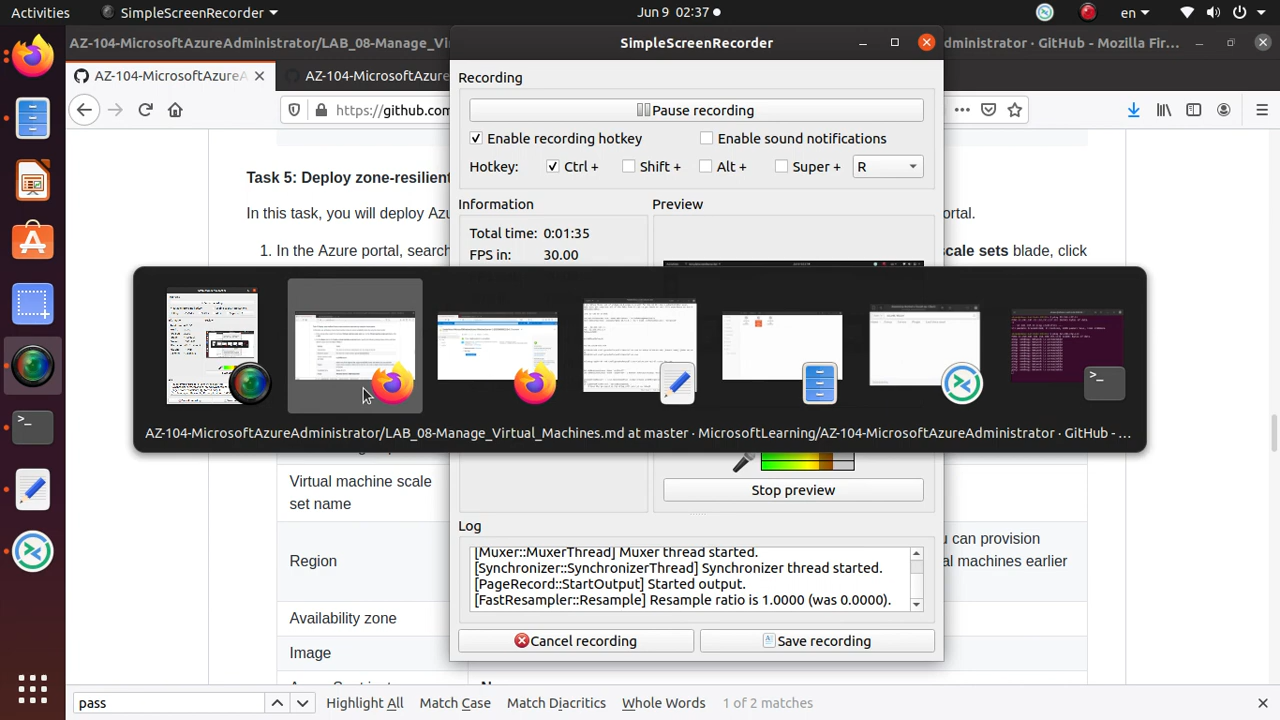 Activities
SimpleScreenRecorder
Jun 9 02:37
en
AZ-104-MicrosoftAzureAdministrator/LAB_08-Manage_Vi
SimpleScreenRecorder
dministrator · GitHub - Mozilla Fir...
AZ-104-MicrosoftAzureA
AZ-104-MicrosoftAzureA
https://github.com
Recording
Pause recording
Enable recording hotkey
Enable sound notifications
Hotkey:
Ctrl +
Shift +
Alt +
Super +
R
Information
Preview
Total time: 0:01:35
FPS in: 30.00
Task 5: Deploy zone-resilient
In this task, you will deploy Azu
ortal.
1. In the Azure portal, search
scale sets blade, click
AZ-104-MicrosoftAzureAdministrator/LAB_08-Manage_Virtual_Machines.md at master · MicrosoftLearning/AZ-104-MicrosoftAzureAdministrator · GitHub - ...
Virtual machine scale
set name
Stop preview
Log
[Muxer::MuxerThread] Muxer thread started.
[Synchronizer::SynchronizerThread] Synchronizer thread started.
[PageRecord::StartOutput] Started output.
[FastResampler::Resample] Resample ratio is 1.0000 (was 0.0000).
Region
u can provision
al machines earlier
Availability zone
Image
Cancel recording
Save recording
pass
Highlight All
Match Case
Match Diacritics
Whole Words
1 of 2 matches